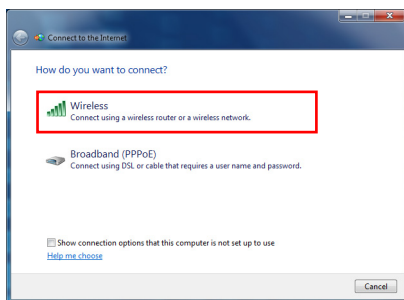 Connect to the Internet
How do you want to connect?
Wireless
Connect using a wireless router or a wireless network.
Broadband (PPPoE)
Connect using DSL or cable that requires a user name and password.
Show connection options that this computer is not set up to use
Help me choose
Cancel